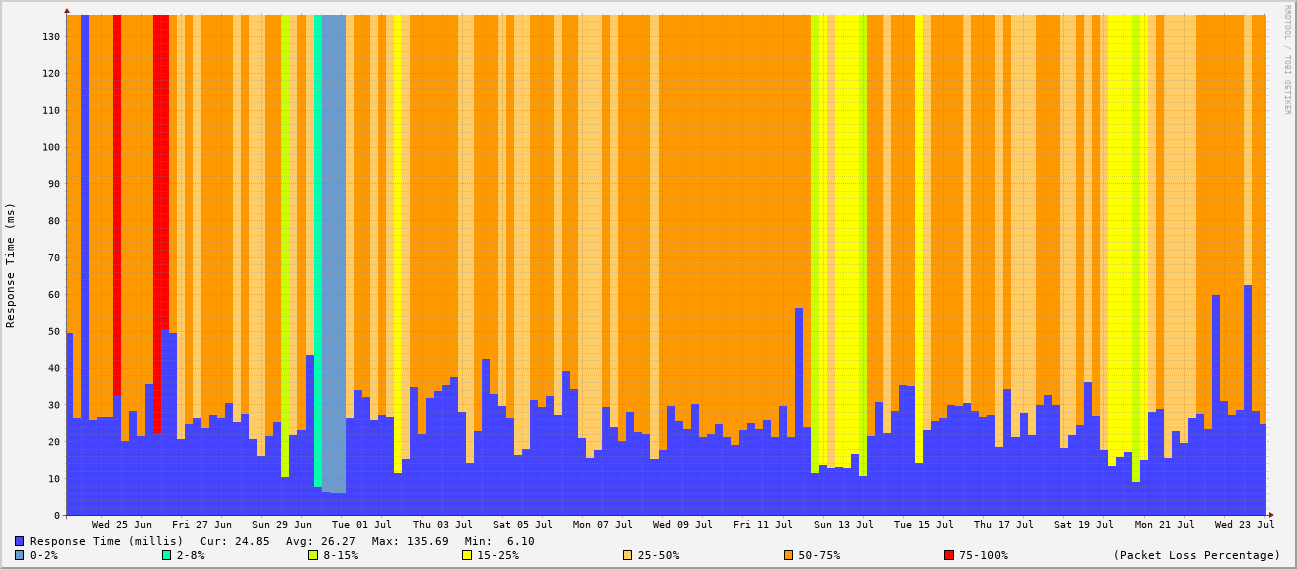 RRDTOOL / TOBI OETIKER
Response Time (ms)
130
120
110
100
90
80
70
60
50
40
30
20
10
0
Wed 25 Jun Fri 27 Jun Sun 29 Jun Tue 01 Jul Thu 03 Jul Sat 05 Jul Mon 07 Jul Wed 09 Jul Fri 11 Jul Sun 13 Jul Tue 15 Jul Thu 17 Jul Sat 19 Jul Mon 21 Jul Wed 23 Jul
Response Time (millis) Cur: 24.85 Avg: 26.27 Max: 135.69 Min: 6.10
0-2% 2-8% 8-15% 15-25% 25-50% 50-75% 75-100% (Packet Loss Percentage)